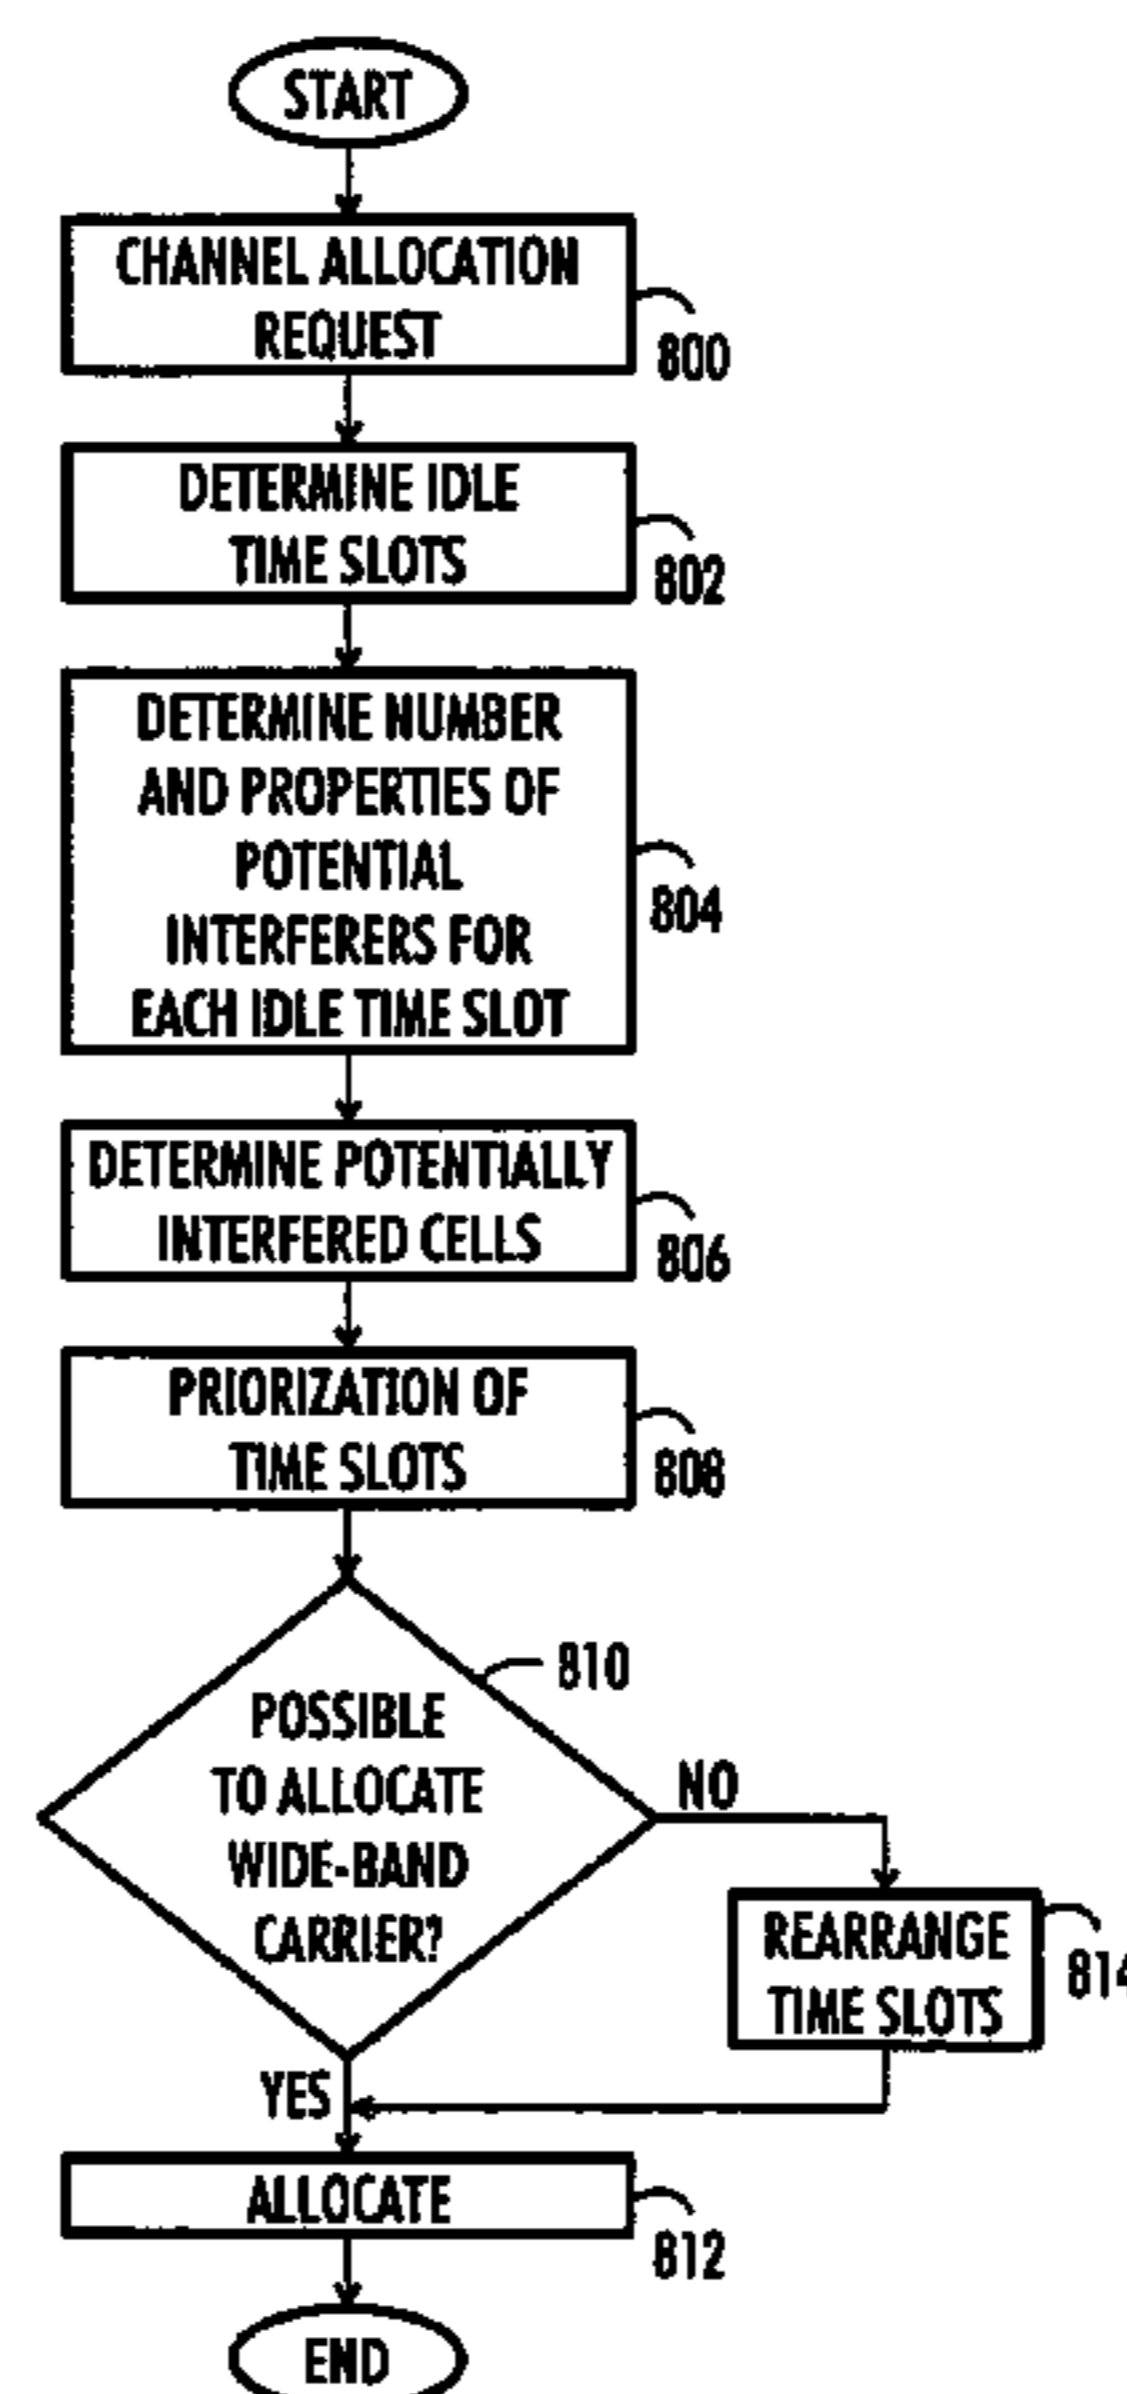 START
CHANNEL ALLOCATION
REQUEST
800
DETERMINE IDLE
TIME SLOTS
802
DETERMINE NUMBER
AND PROPERTIES OF
POTENTIAL
INTERFERERS FOR
EACH IDLE TIME SLOT
804
DETERMINE POTENTIALLY
INTERFERED CELLS
806
PRIORIZATION OF
TIME SLOTS
808
810
POSSIBLE
TO ALLOCATE
WIDE-BAND
CARRIER?
NO
REARRANGE
TIME SLOTS
814
YES
ALLOCATE
812
END